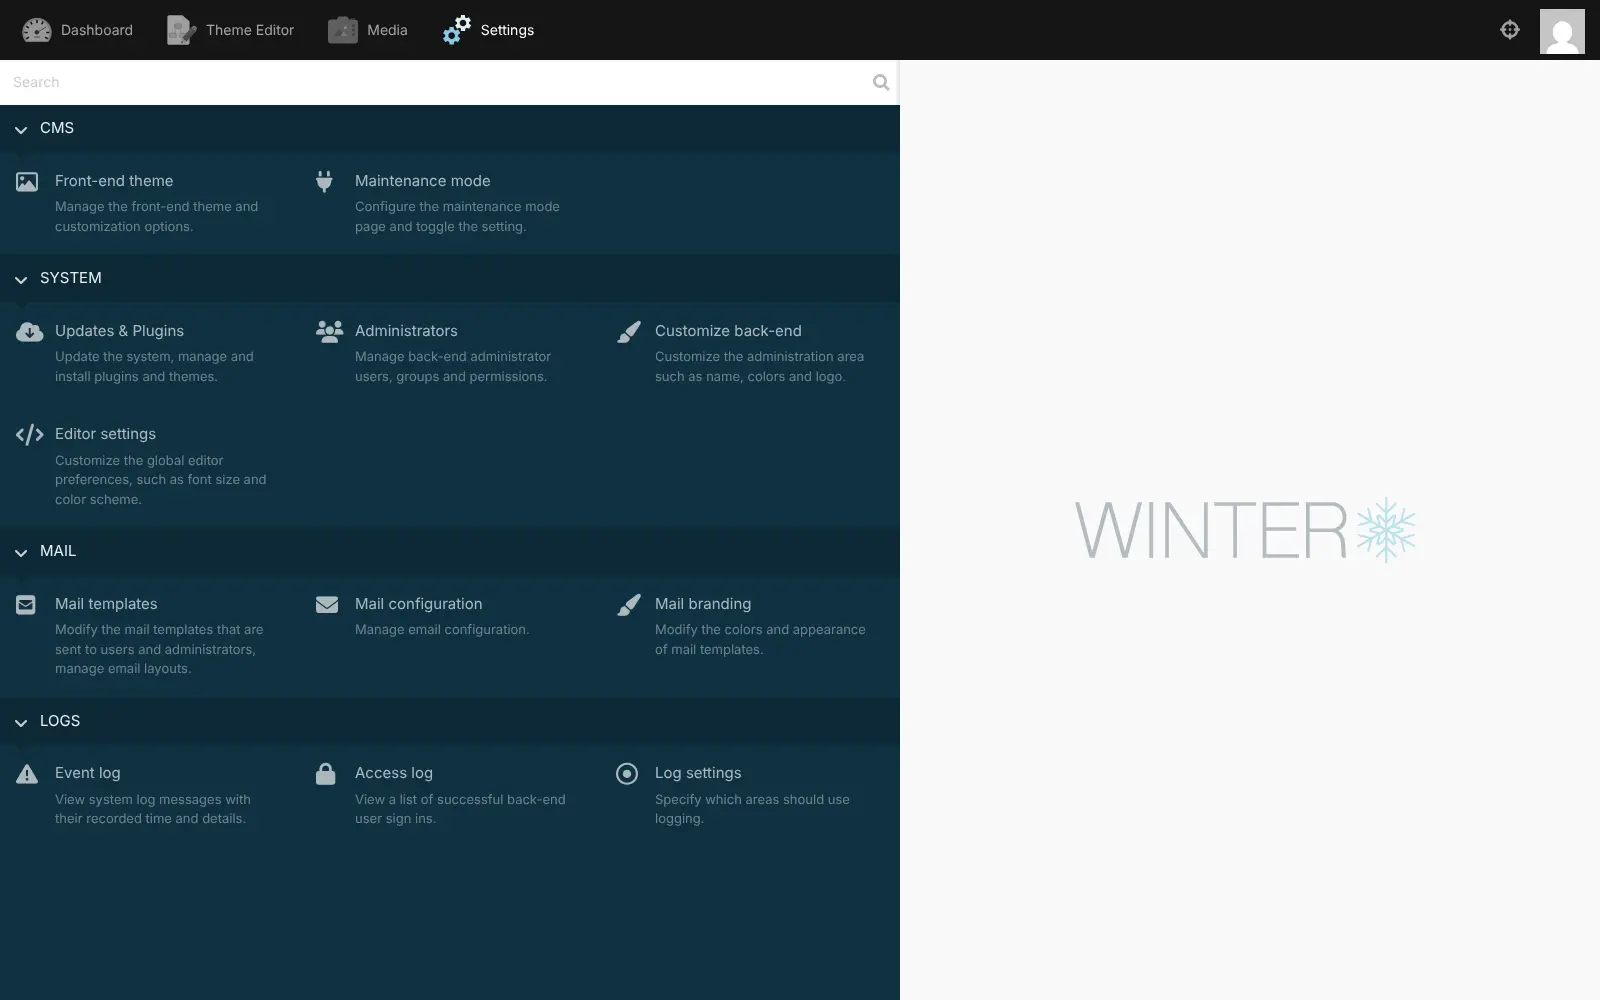 Dashboard
Theme Editor
Media
Settings
Search
CMS
Front-end theme
Manage the front-end theme and
customization options.
Maintenance mode
Configure the maintenance mode
page and toggle the setting.
SYSTEM
Updates & Plugins
Update the system, manage and
install plugins and themes.
Administrators
Manage back-end administrator
users, groups and permissions.
Customize back-end
Customize the administration area
such as name, colors and logo.
Editor settings
Customize the global editor
preferences, such as font size and
color scheme.
MAIL
Mail templates
Modify the mail templates that are
sent to users and administrators,
manage email layouts.
Mail configuration
Manage email configuration.
Mail branding
Modify the colors and appearance
of mail templates.
LOGS
Event log
View system log messages with
their recorded time and details.
Access log
View a list of successful back-end
user sign ins.
Log settings
Specify which areas should use
logging.
WINTER